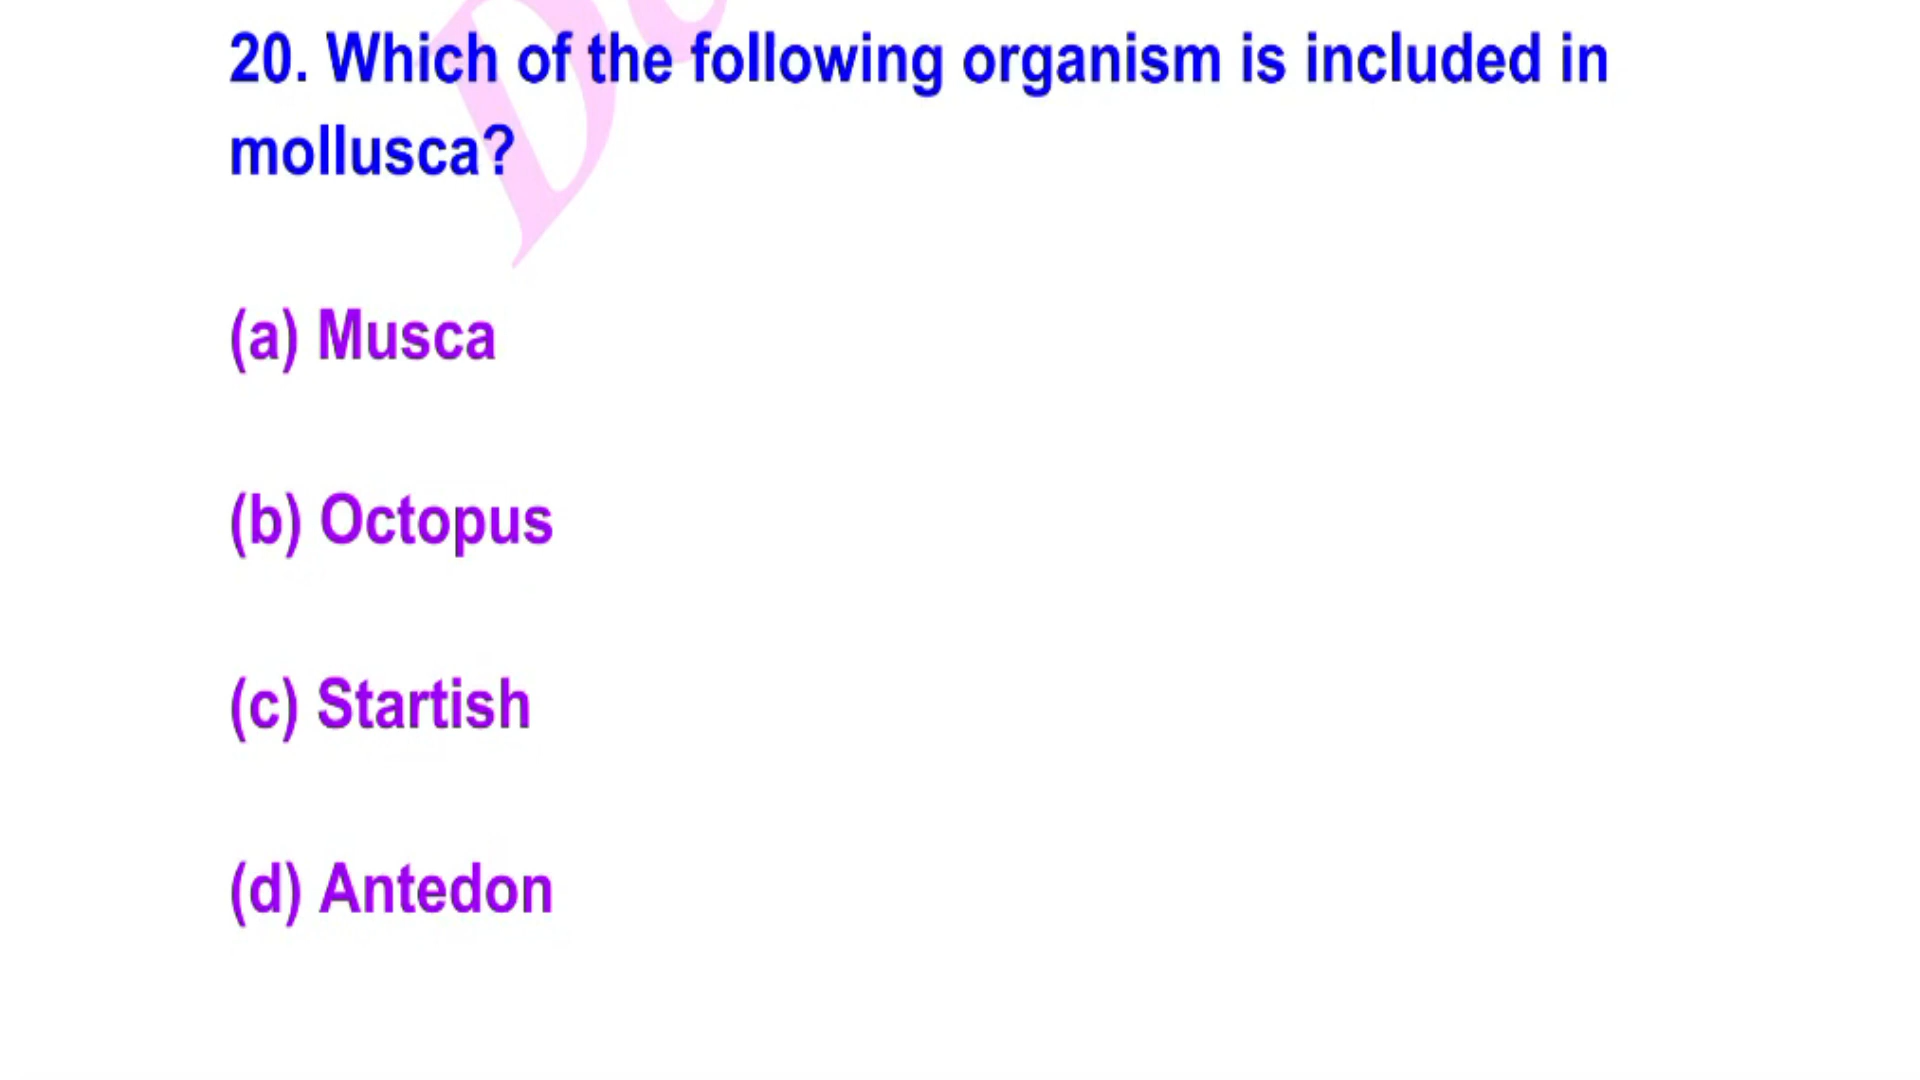 20. Which of the following organism is included in
mollusca?
(a) Musca
(b) Octopus
(c) Startish
(d) Antedon